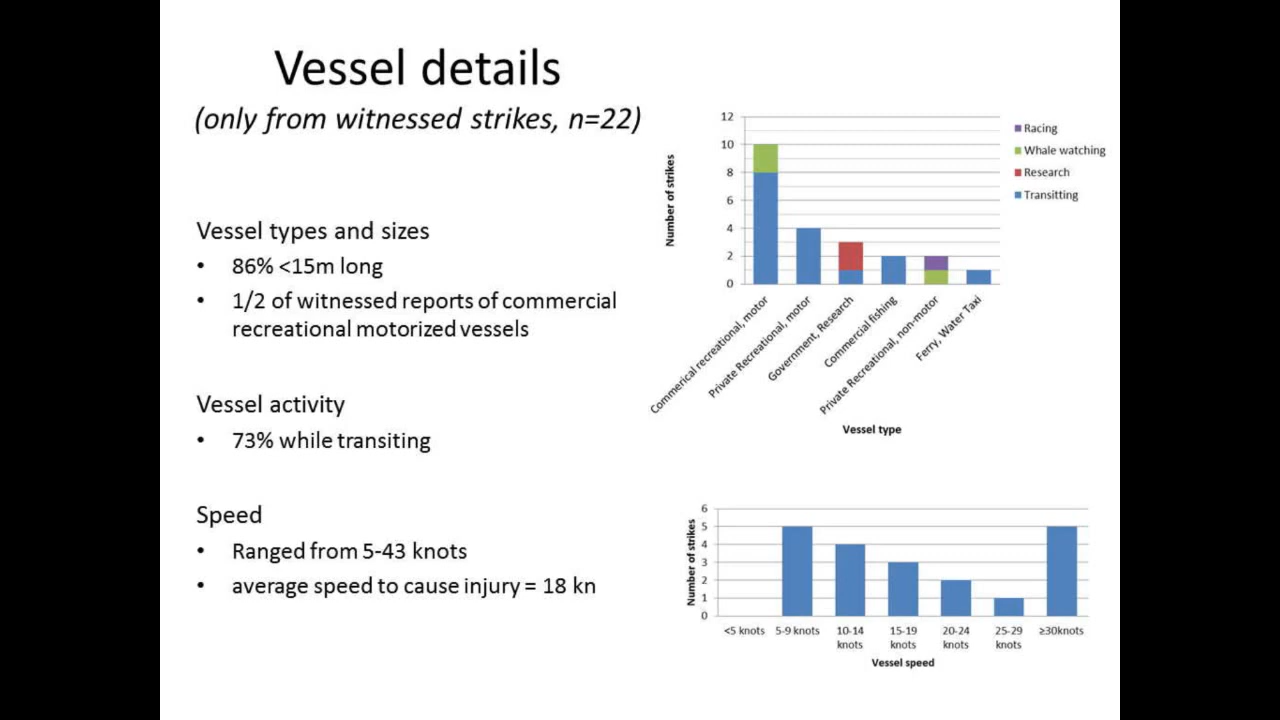 Vessel details
(only from witnessed strikes, n=22)
Vessel types and sizes
• 86% <15m long
• 1/2 of witnessed reports of commercial
recreational motorized vessels
Vessel activity
• 73% while transiting
Speed
• Ranged from 5-43 knots
• average speed to cause injury = 18 kn
Number of strikes
12
10
8
6
4
2
0
Commerical recreational, motor
Private Recreational, motor
Government, Research
Commercial fishing
Private Recreational, non-motor
Ferry, Water Taxi
Vessel type
Racing
Whale watching
Research
Transitting
Number of strikes
6
5
4
3
2
1
0
<5 knots
5-9 knots
10-14
knots
15-19
knots
20-24
knots
25-29
knots
≥30knots
Vessel speed